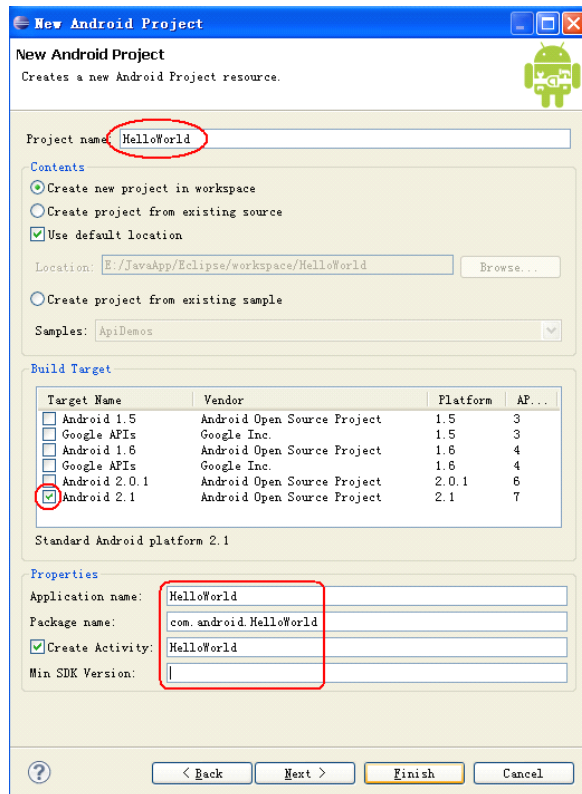 New Android Project
New Android Project
Creates a new Android Project resource.
Project name: HelloWorld
Contents
Create new project in workspace
Create project from existing source
Use default location
Location: E:/JavaApp/Eclipse/workspace/HelloWorld Browse...
Create project from existing sample
Samples: ApiDemos
Build Target
Target Name Vendor Platform AP...
Android 1.5 Android Open Source Project 1.5 3
Google APIs Google Inc. 1.5 3
Android 1.6 Android Open Source Project 1.6 4
Google APIs Google Inc. 1.6 4
Android 2.0.1 Android Open Source Project 2.0.1 6
Android 2.1 Android Open Source Project 2.1 7
Standard Android platform 2.1
Properties
Application name: HelloWorld
Package name: com.android.HelloWorld
Create Activity: HelloWorld
Min SDK Version:
? < Back Next > Finish Cancel